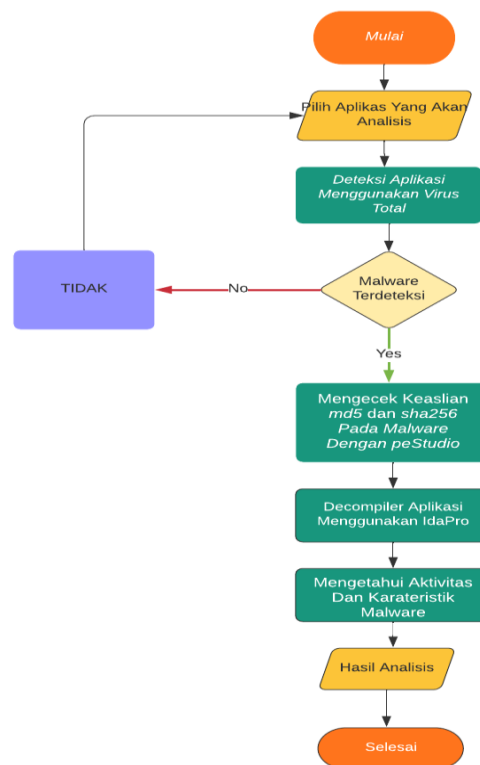 Mulai
Pilih Aplikas Yang Akan
Analisis
Deteksi Aplikasi
Menggunakan Virus
Total
TIDAK
No
Malware
Terdeteksi
Yes
Mengecek Keaslian
md5 dan sha256
Pada Malware
Dengan peStudio
Decompiler Aplikasi
Menggunakan IdaPro
Mengetahui Aktivitas
Dan Karateristik
Malware
Hasil Analisis
Selesai